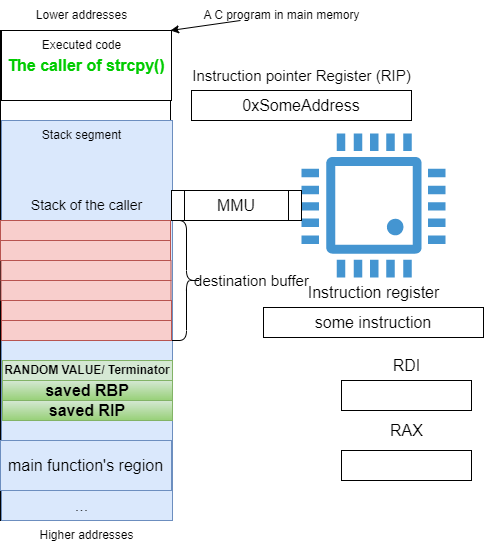 Lower addresses
A C program in main memory
Executed code
The caller of strcpy()
Instruction pointer Register (RIP)
0xSomeAddress
Stack segment
Stack of the caller
MMU
destination buffer
Instruction register
some instruction
RANDOM VALUE/ Terminator
saved RBP
saved RIP
RDI
RAX
main function's region
...
Higher addresses